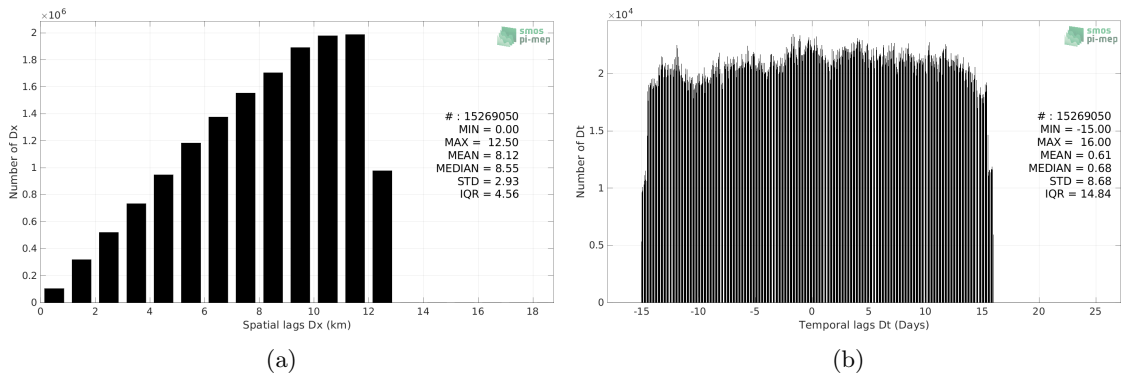 ×10⁶
smos
pi-mep
2
1.8
1.6
1.4
1.2
1
0.8
0.6
0.4
0.2
0
Number of Dx
# : 15269050
MIN = 0.00
MAX = 12.50
MEAN = 8.12
MEDIAN = 8.55
STD = 2.93
IQR = 4.56
0 2 4 6 8 10 12 14 16 18
Spatial lags Dx (km)
(a)
×10⁴
smos
pi-mep
2
1.5
1
0.5
0
Number of Dt
# : 15269050
MIN = -15.00
MAX = 16.00
MEAN = 0.61
MEDIAN = 0.68
STD = 8.68
IQR = 14.84
-15 -10 -5 0 5 10 15 20 25
Temporal lags Dt (Days)
(b)